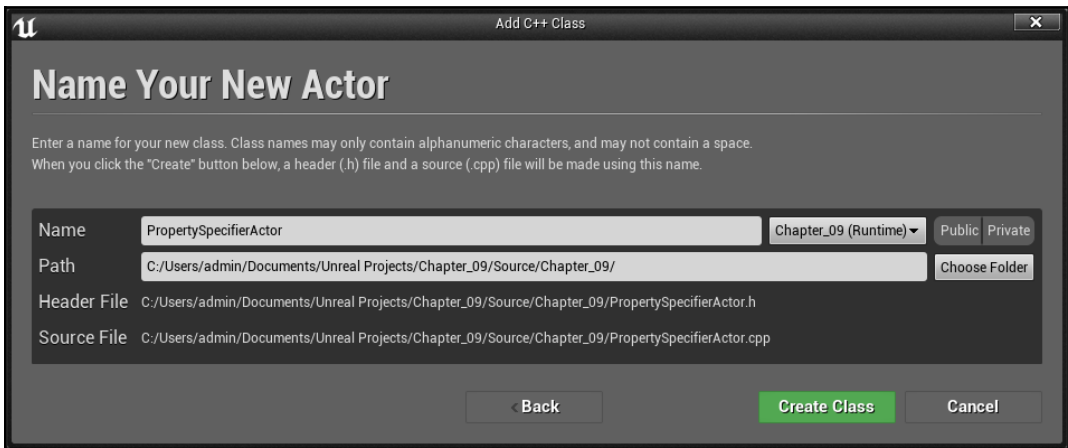 Add C++ Class
Name Your New Actor
Enter a name for your new class. Class names may only contain alphanumeric characters, and may not contain a space.
When you click the "Create" button below, a header (.h) file and a source (.cpp) file will be made using this name.
Name PropertySpecifierActor Chapter_09 (Runtime) Public Private
Path C:/Users/admin/Documents/Unreal Projects/Chapter_09/Source/Chapter_09/ Choose Folder
Header File C:/Users/admin/Documents/Unreal Projects/Chapter_09/Source/Chapter_09/PropertySpecifierActor.h
Source File C:/Users/admin/Documents/Unreal Projects/Chapter_09/Source/Chapter_09/PropertySpecifierActor.cpp
Back Create Class Cancel